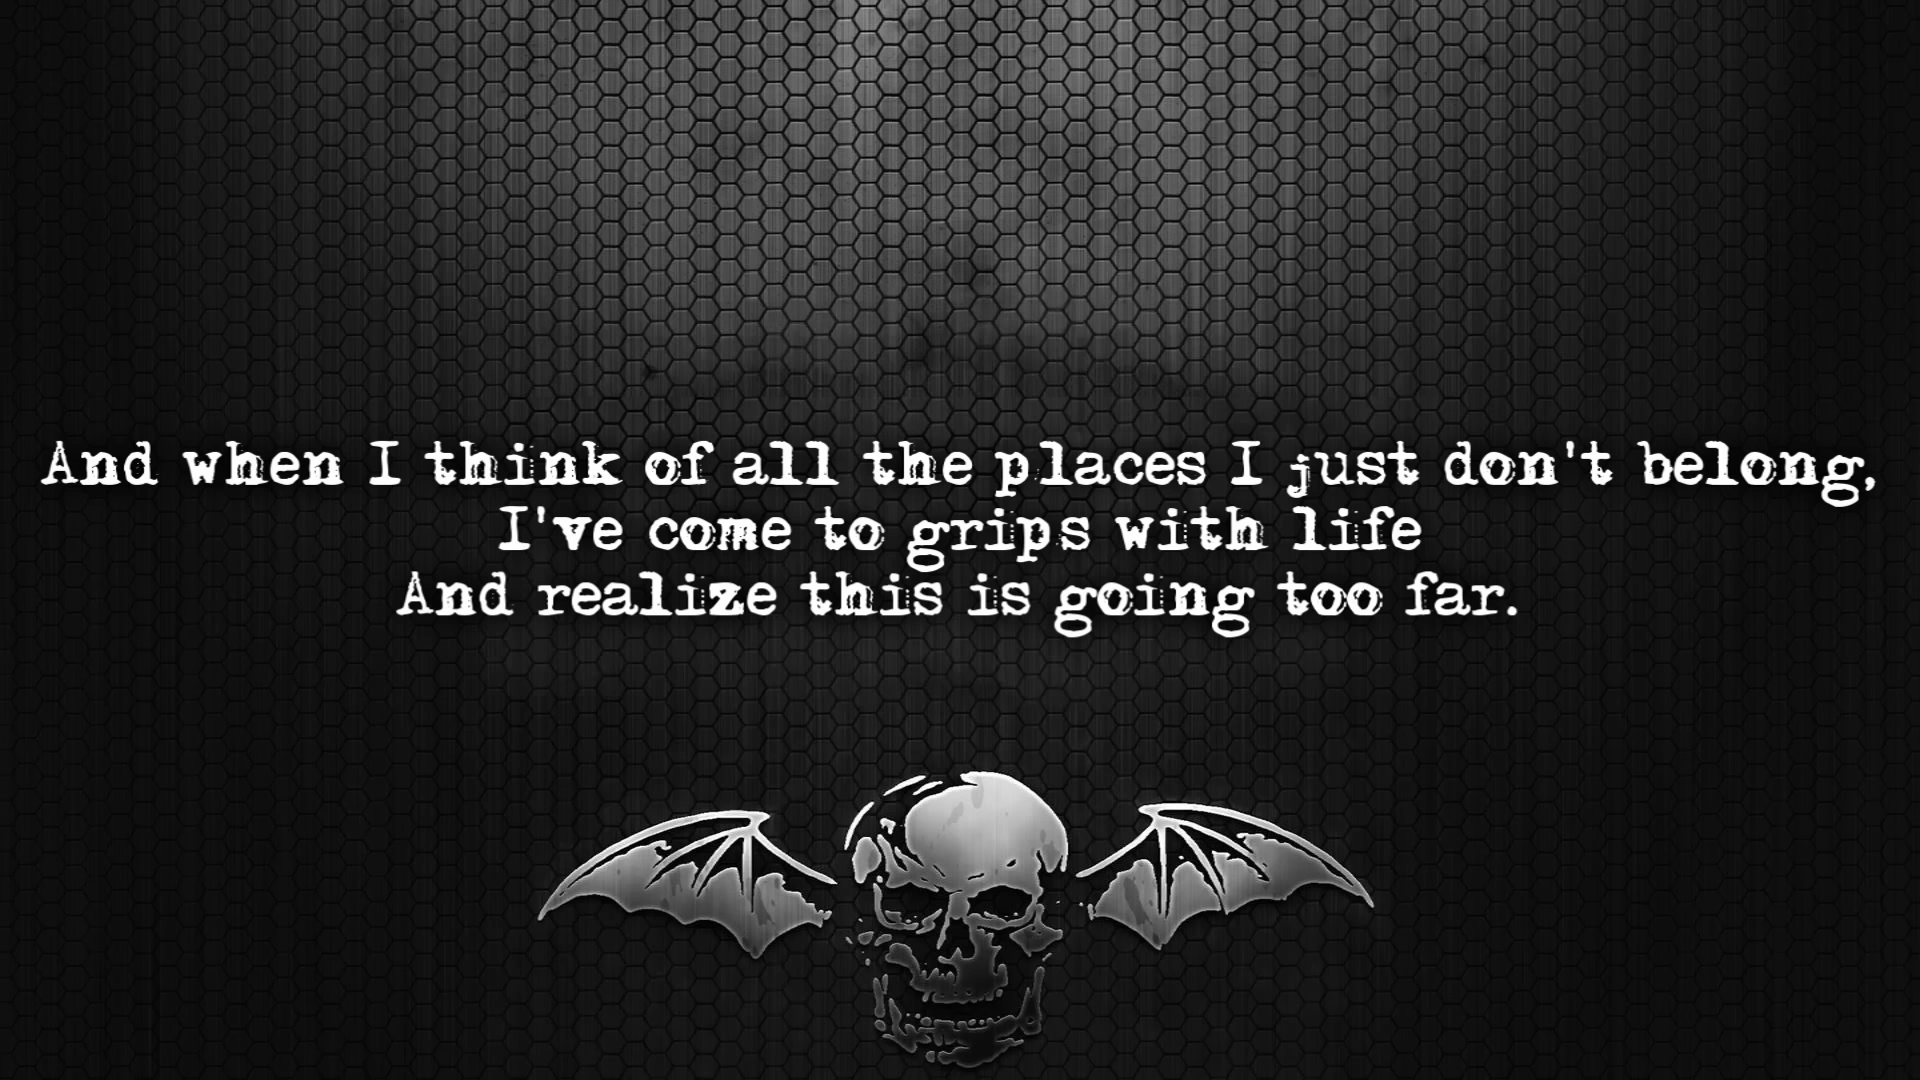 And when I think of all the places I just don't belong,
I've come to grips with life
And realize this is going too far.